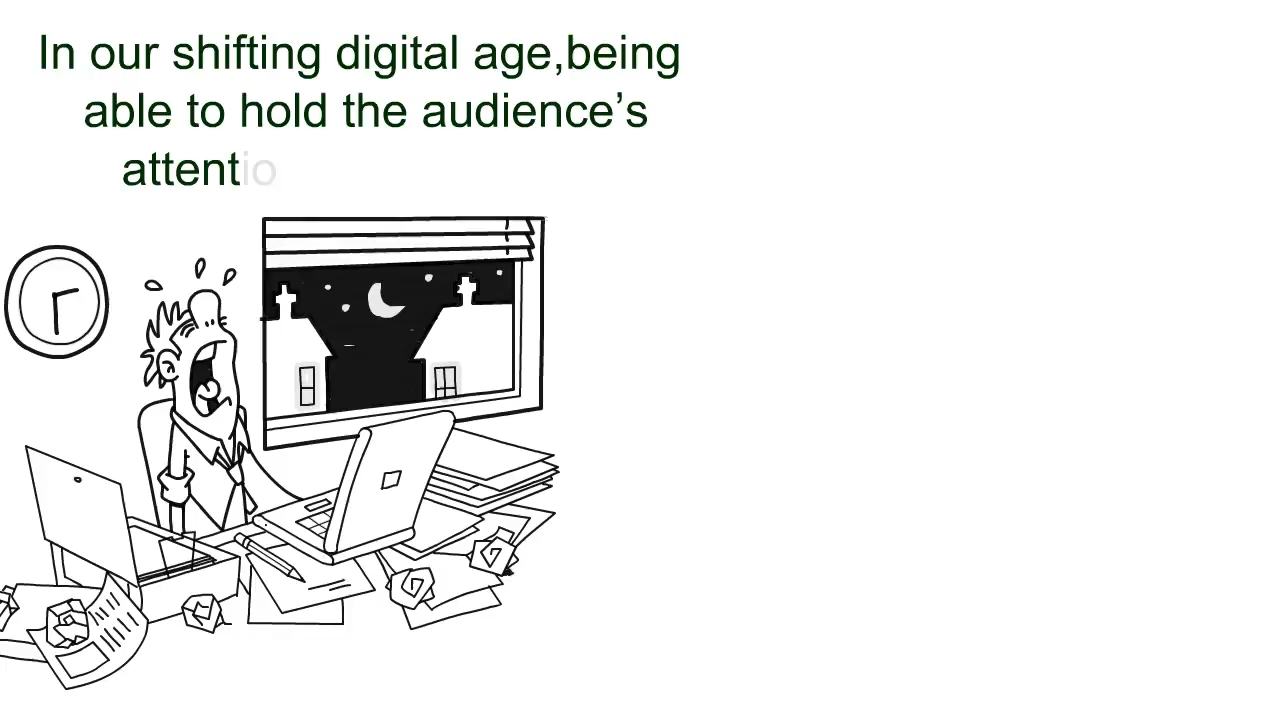 In our shifting digital age,being
able to hold the audience’s
attentio